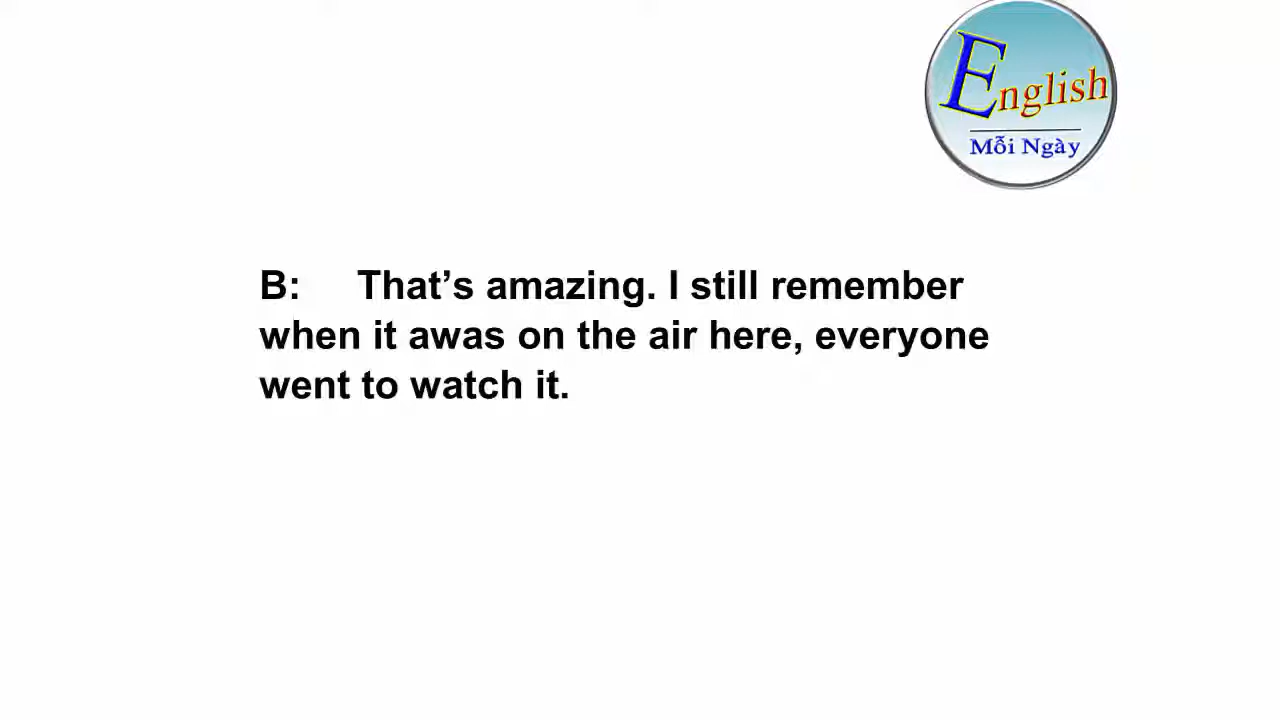 English
Mỗi Ngày
B: That’s amazing. I still remember
when it awas on the air here, everyone
went to watch it.